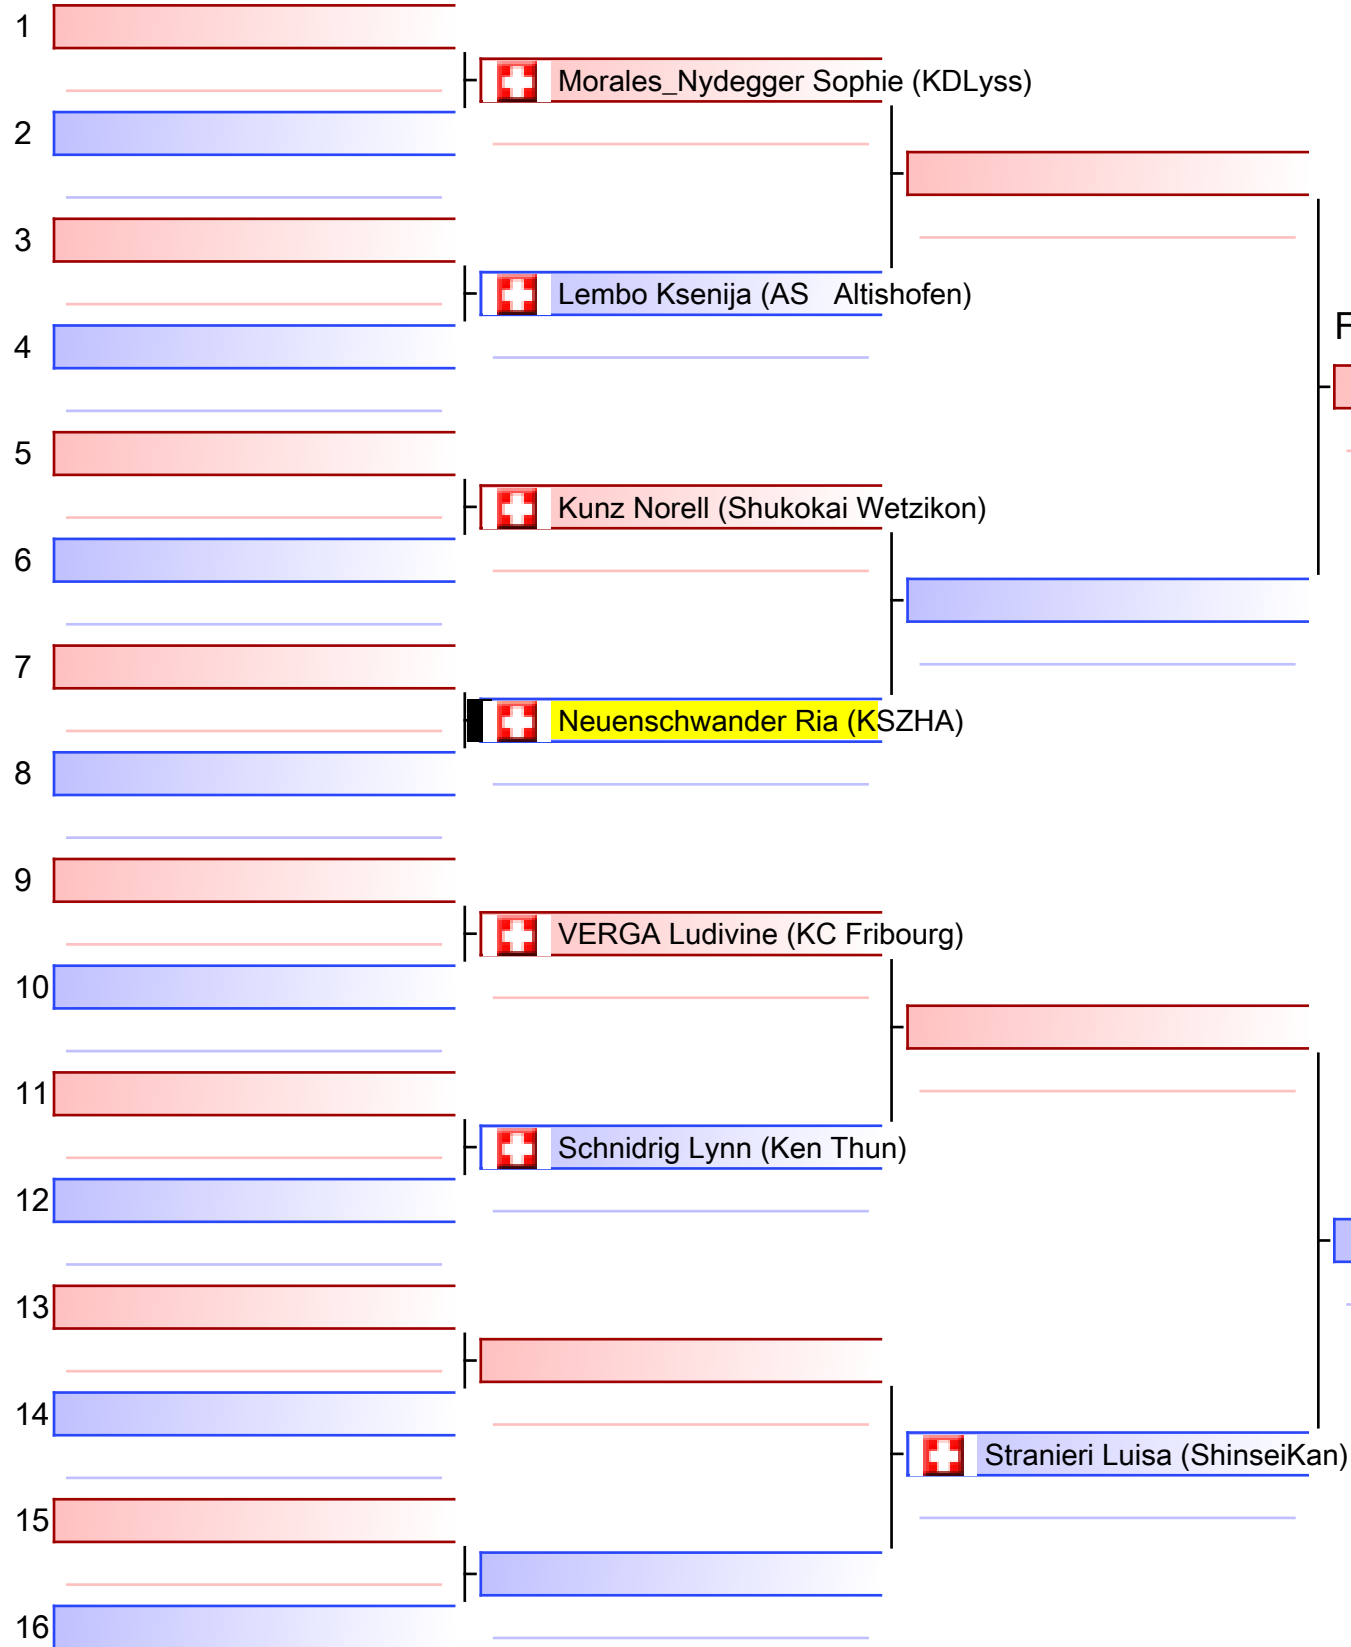 1
Morales_Nydegger Sophie (KDLyss)
2
3
Lembo Ksenija (AS   Altishofen)
4
F
5
Kunz Norell (Shukokai Wetzikon)
6
7
Neuenschwander Ria (KSZHA)
8
9
VERGA Ludivine (KC Fribourg)
10
11
Schnidrig Lynn (Ken Thun)
12
13
14
Stranieri Luisa (ShinseiKan)
15
16